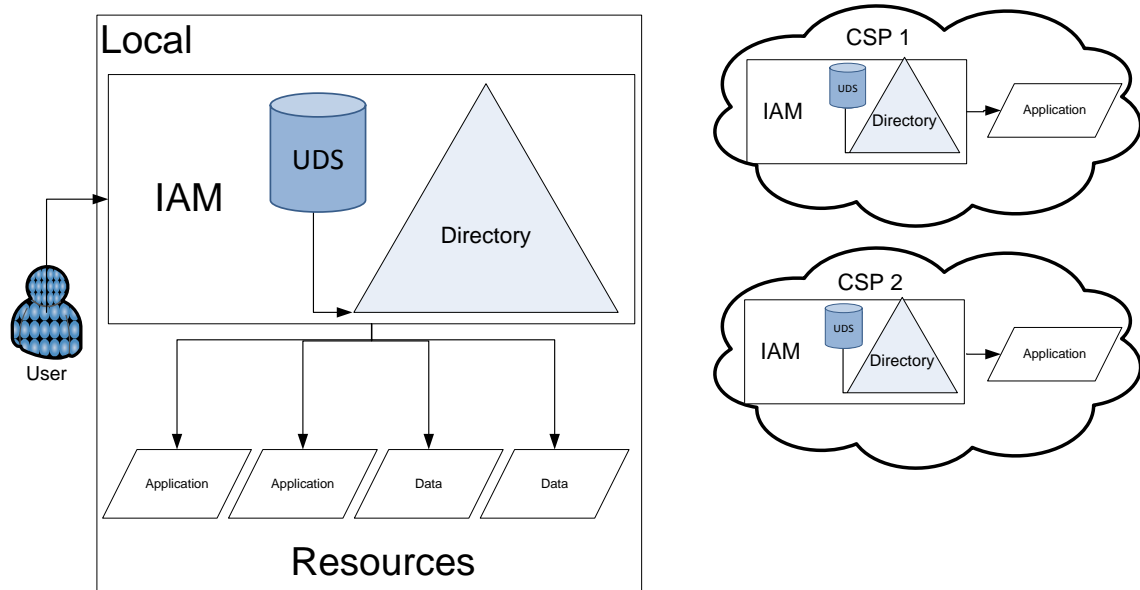 Local
IAM
UDS
Directory
User
Application
Application
Data
Data
Resources
CSP 1
IAM
UDS
Directory
Application
CSP 2
IAM
UDS
Directory
Application